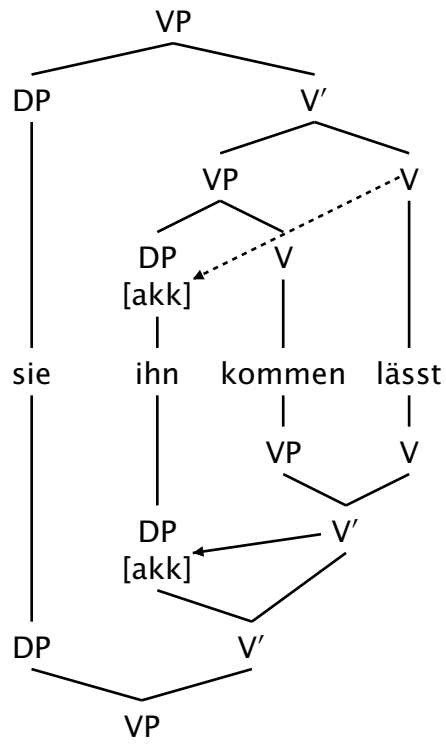 VP
DP V′
VP V
DP V
[akk]
sie ihn kommen lässt
VP V
DP V′
[akk]
DP V′
VP